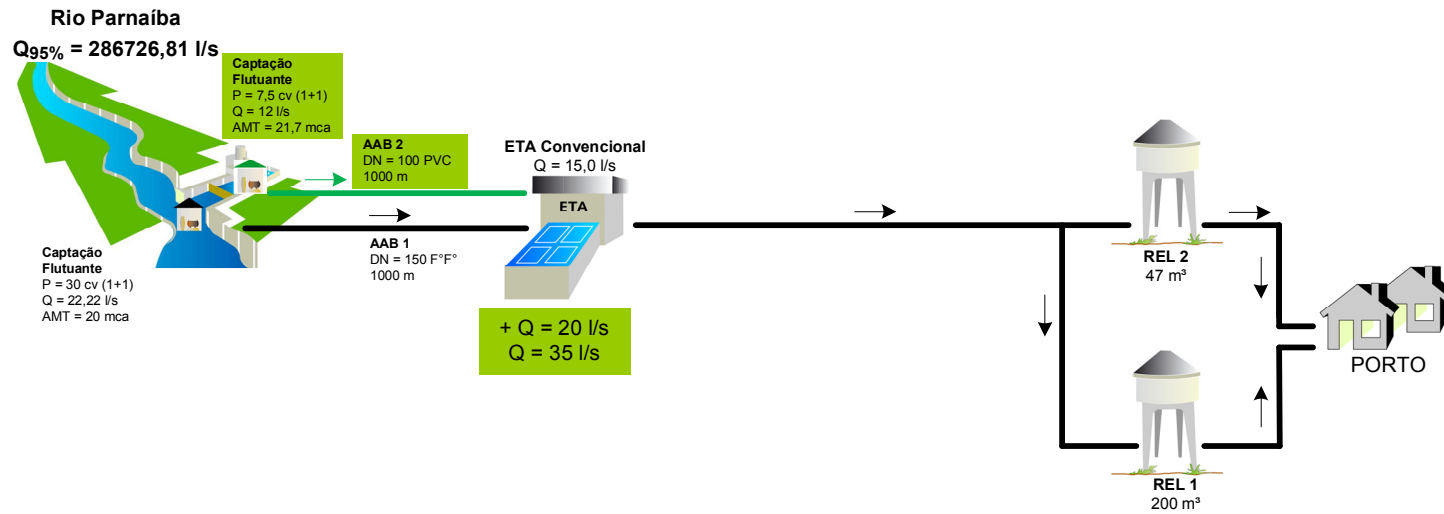 Rio Parnaíba
Q95% = 286726,81 l/s
Captação
Flutuante
P = 7,5 cv (1+1)
Q = 12 l/s
AMT = 21,7 mca
AAB 2
DN = 100 PVC
1000 m
ETA Convencional
Q = 15,0 l/s
ETA
AAB 1
DN = 150 F°F°
1000 m
Captação
Flutuante
P = 30 cv (1+1)
Q = 22,22 l/s
AMT = 20 mca
+ Q = 20 l/s
Q = 35 l/s
REL 2
47 m³
PORTO
REL 1
200 m³